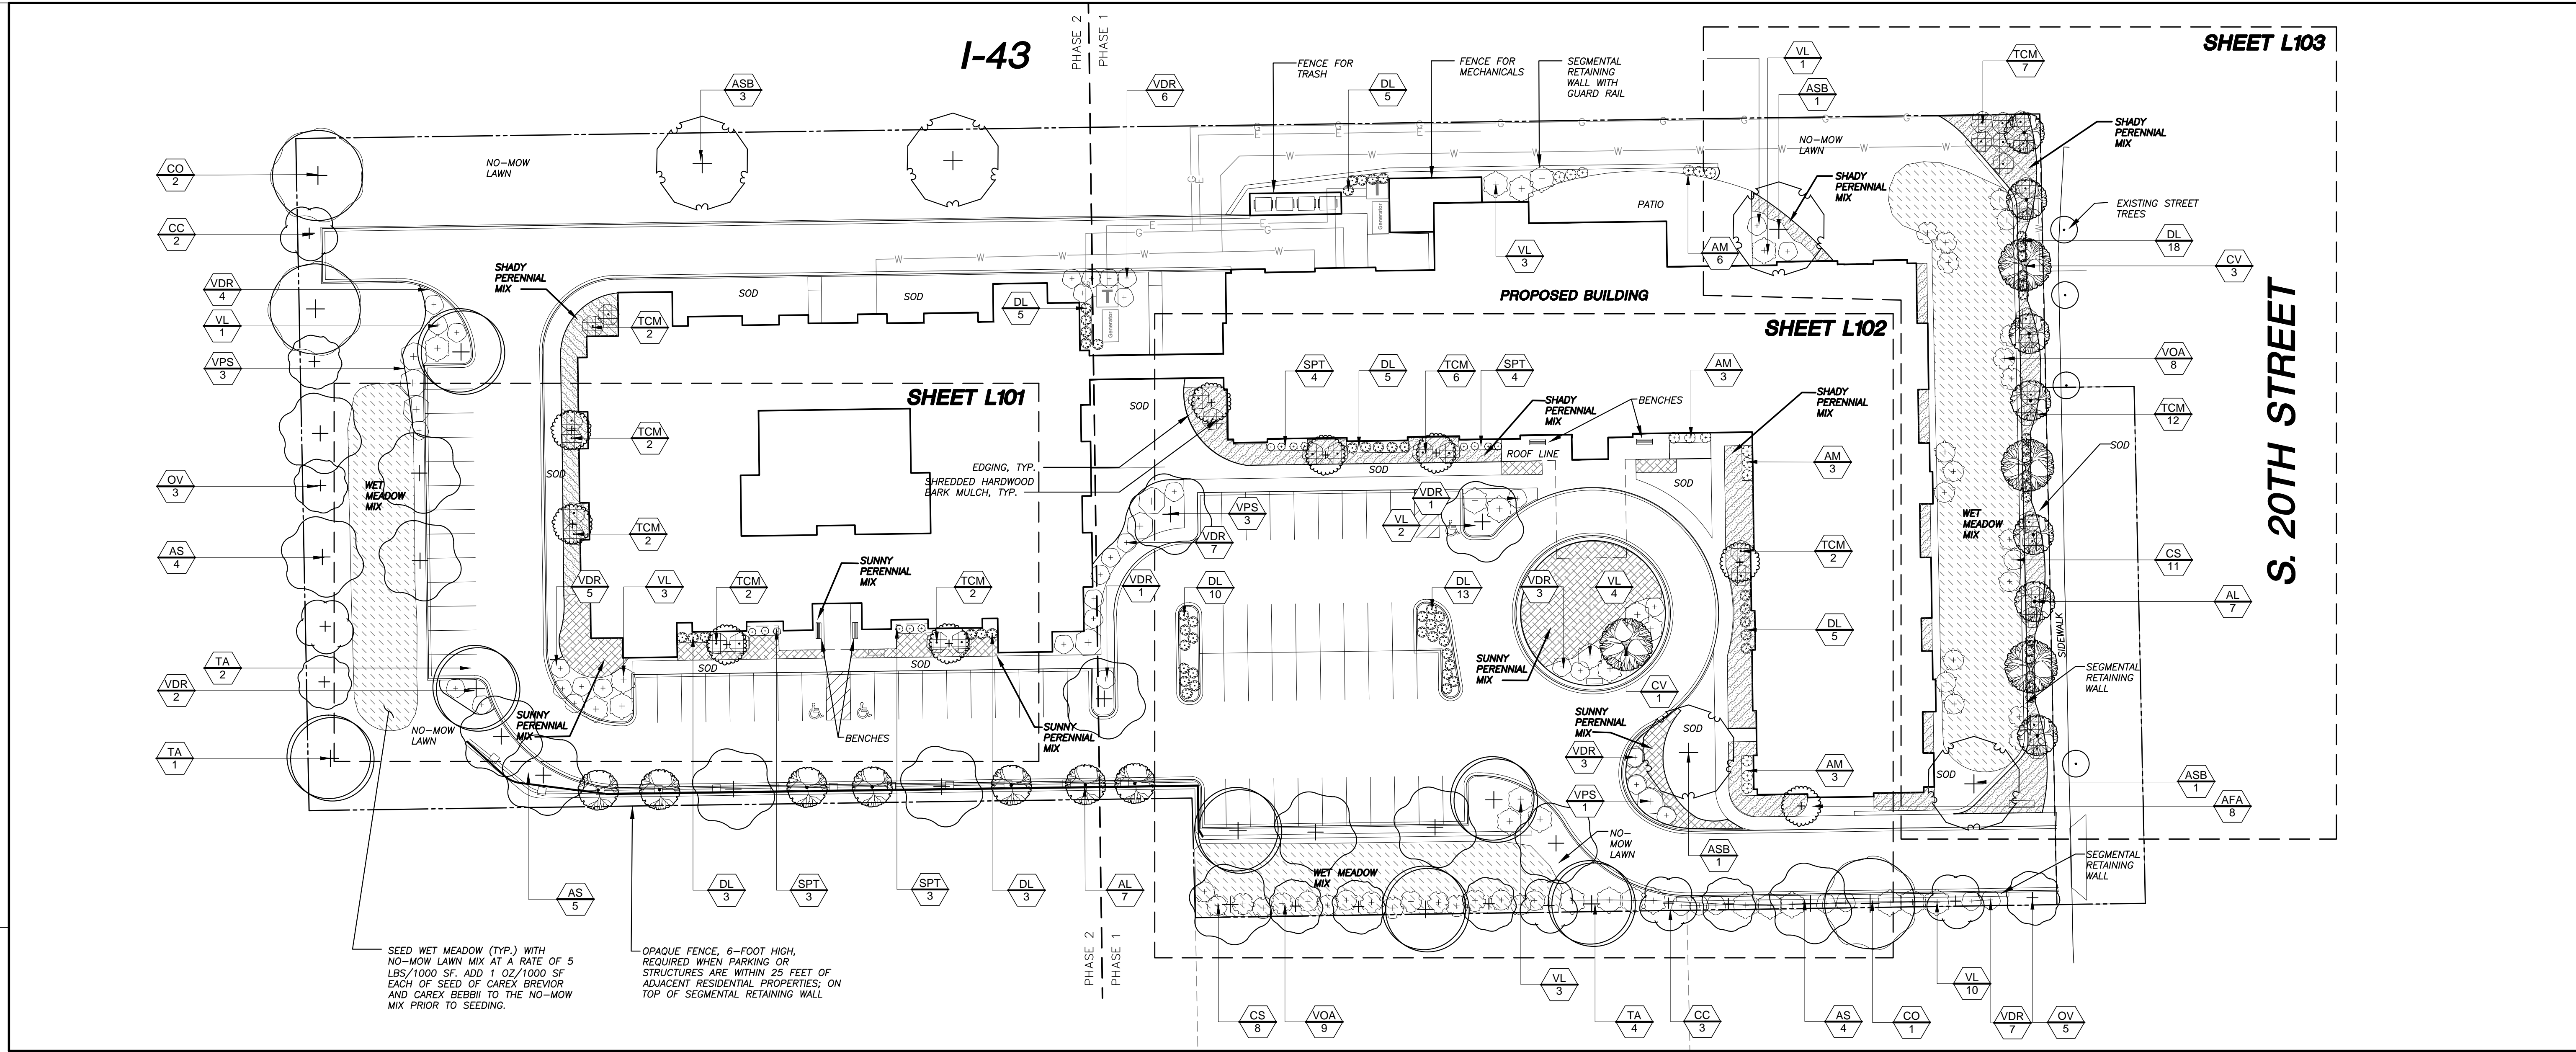 I-43
PHASE 2
PHASE 1
SHEET L103
ASB
3
VDR
6
FENCE FOR
TRASH
DL
5
FENCE FOR
MECHANICALS
SEGMENTAL
RETAINING
WALL WITH
GUARD RAIL
VL
1
ASB
1
TCM
7
SHADY
PERENNIAL
MIX
CO
2
NO-MOW
LAWN
NO-MOW
LAWN
SHADY
PERENNIAL
MIX
EXISTING STREET
TREES
CC
2
G
E
G
E
G
E
G
G
G
G
G
G
W
W
W
W
W
W
W
W
G
E
T
Generator
PATIO
E
G
E
G
W
W
W
W
W
VL
3
AM
6
DL
18
CV
3
VDR
4
VL
1
VPS
3
SHADY
PERENNIAL
MIX
SOD
SOD
DL
5
T
Generator
TCM
2
PROPOSED BUILDING
SHEET L102
S. 20TH STREET
SPT
4
DL
5
TCM
6
SPT
4
AM
3
VOA
8
SHEET L101
SOD
SHADY
PERENNIAL
MIX
BENCHES
SHADY
PERENNIAL
MIX
TCM
12
TCM
2
SOD
SOD
EDGING, TYP.
SHREDDED HARDWOOD
BARK MULCH, TYP.
SOD
ROOF LINE
SOD
AM
3
OV
3
WET
MEADOW
MIX
VDR
1
VPS
3
VL
2
WET
MEADOW
MIX
AS
4
TCM
2
VDR
7
TCM
2
CS
11
SUNNY
PERENNIAL
MIX
VDR
5
VL
3
TCM
2
TCM
2
VDR
1
DL
10
DL
13
VDR
3
VL
4
AL
7
DL
5
SIDEWALK
TA
2
VDR
2
SOD
SOD
SUNNY
PERENNIAL
MIX
CV
1
SEGMENTAL
RETAINING
WALL
TA
1
NO-MOW
LAWN
SUNNY
PERENNIAL
MIX
BENCHES
SUNNY
PERENNIAL
MIX
SUNNY
PERENNIAL
MIX
SOD
VDR
3
AM
3
SOD
ASB
1
VPS
1
AFA
8
NO-
MOW
LAWN
ASB
1
SEGMENTAL
RETAINING
WALL
AS
5
DL
3
SPT
3
SPT
3
DL
3
AL
7
WET MEADOW
MIX
SEED WET MEADOW (TYP.) WITH
NO-MOW LAWN MIX AT A RATE OF 5
LBS/1000 SF. ADD 1 OZ/1000 SF
EACH OF SEED OF CAREX BREVIOR
AND CAREX BEBBII TO THE NO-MOW
MIX PRIOR TO SEEDING.
OPAQUE FENCE, 6-FOOT HIGH,
REQUIRED WHEN PARKING OR
STRUCTURES ARE WITHIN 25 FEET OF
ADJACENT RESIDENTIAL PROPERTIES; ON
TOP OF SEGMENTAL RETAINING WALL
PHASE 2
PHASE 1
VL
3
VL
10
CS
8
VOA
9
TA
4
CC
3
AS
4
CO
1
VDR
7
OV
5